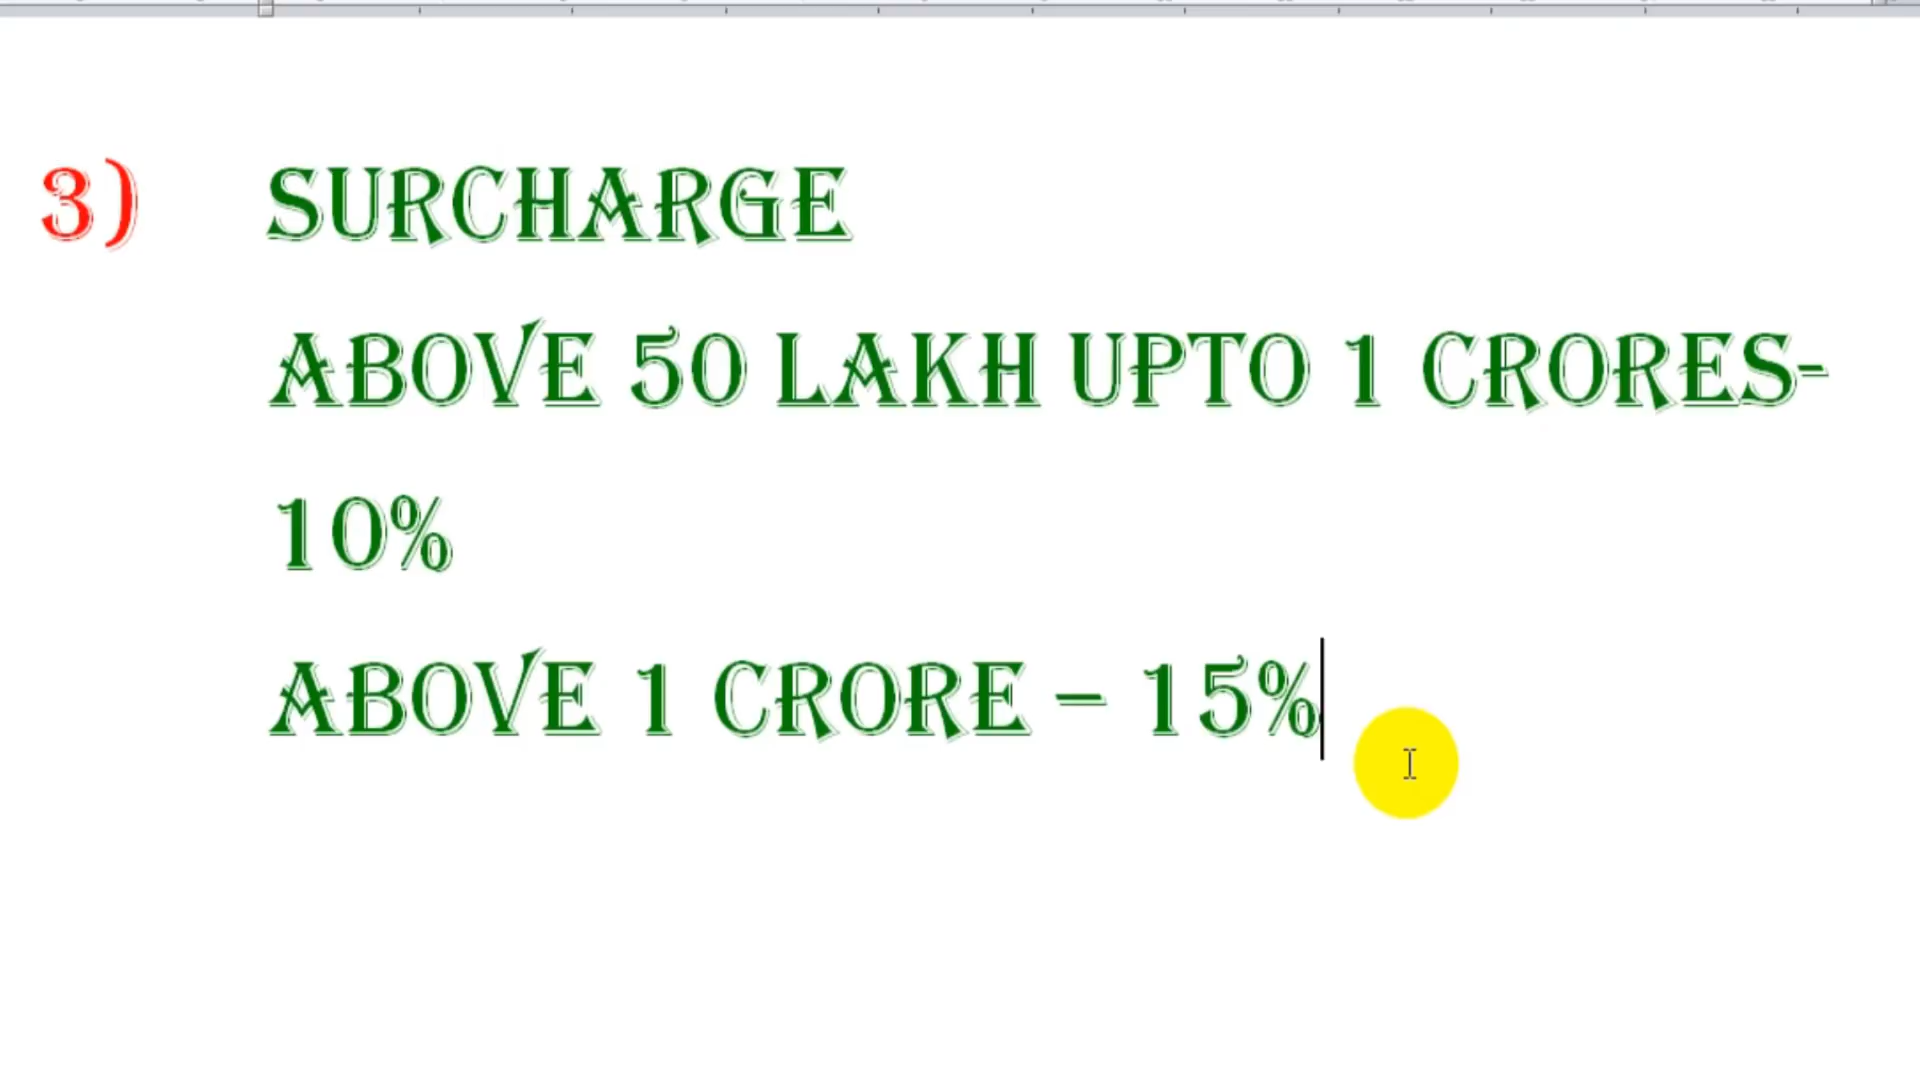 3) SURCHARGE
ABOVE 50 LAKH UPTO 1 CRORES-
10%
ABOVE 1 CRORE – 15%